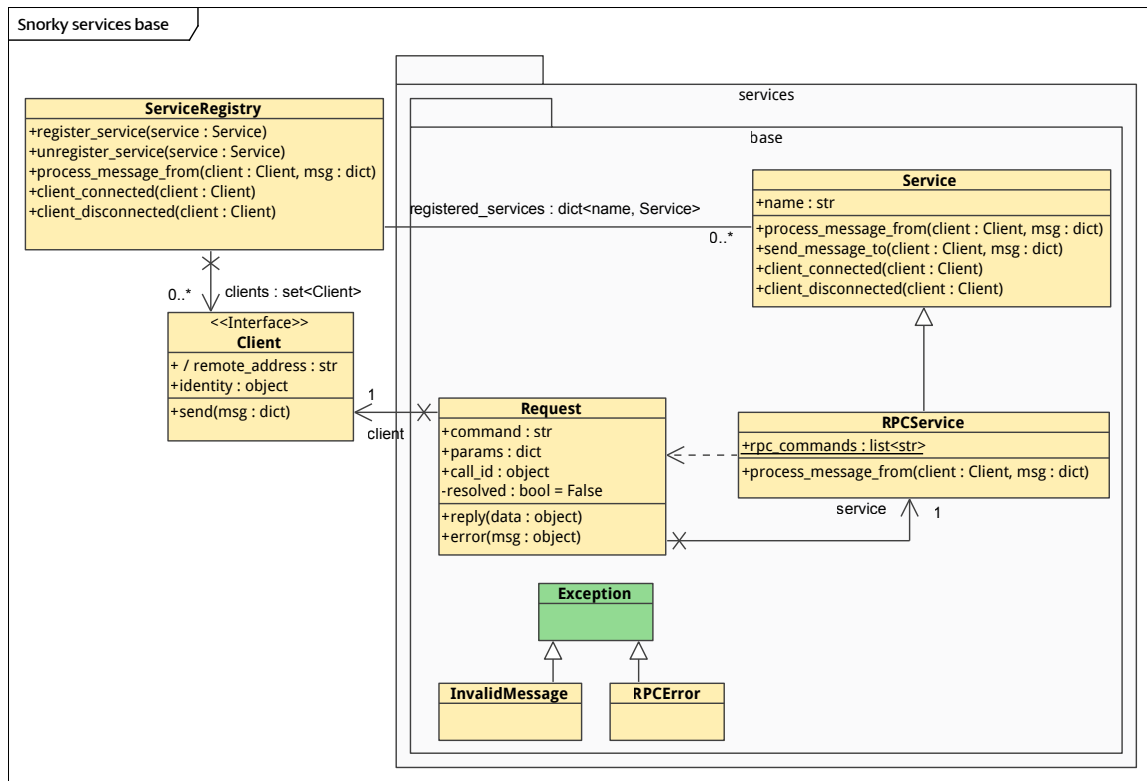 Snorky services base
services
base
ServiceRegistry
+register_service(service : Service)
+unregister_service(service : Service)
+process_message_from(client : Client, msg : dict)
+client_connected(client : Client)
+client_disconnected(client : Client)
registered_services : dict<name, Service>
0..*
Service
+name : str
+process_message_from(client : Client, msg : dict)
+send_message_to(client : Client, msg : dict)
+client_connected(client : Client)
+client_disconnected(client : Client)
0..*
clients : set<Client>
<<Interface>>
Client
+ / remote_address : str
+identity : object
+send(msg : dict)
1
client
Request
+command : str
+params : dict
+call_id : object
-resolved : bool = False
+reply(data : object)
+error(msg : object)
RPCService
+rpc_commands : list<str>
+process_message_from(client : Client, msg : dict)
service
1
Exception
InvalidMessage
RPCError